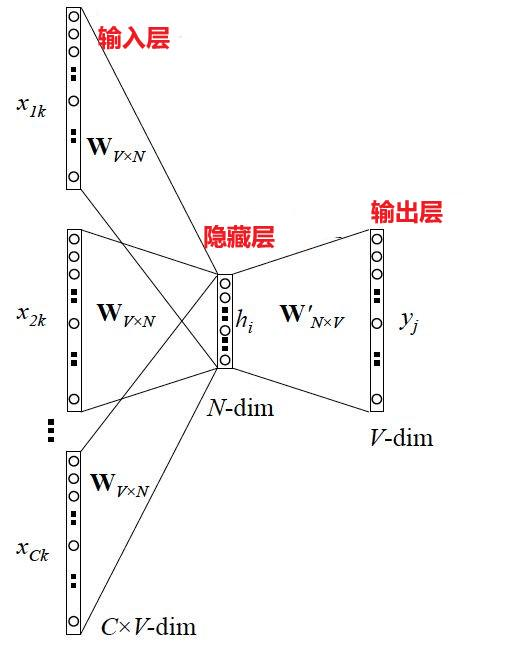 输入层
x1k
WV×N
输出层
隐藏层
x2k
WV×N
hi
W'N×V
yj
N-dim
V-dim
WV×N
xCk
C×V-dim